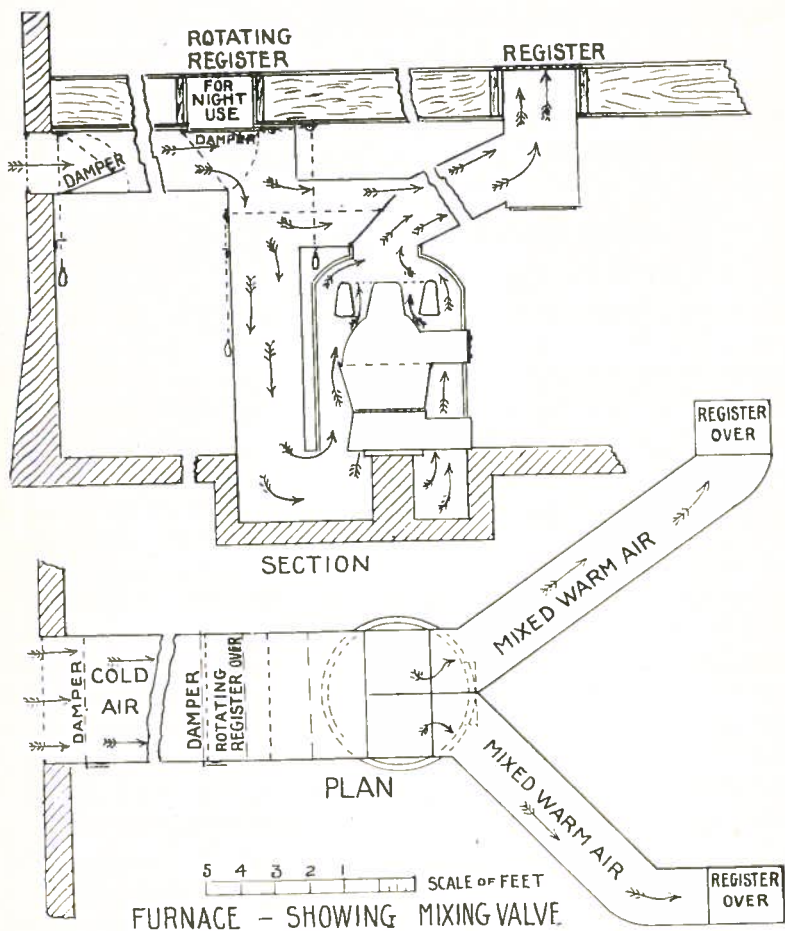 ROTATING
REGISTER
REGISTER
FOR
NIGHT
USE
DAMPER
DAMPER
SECTION
REGISTER
OVER
MIXED WARM AIR
DAMPER
COLD
AIR
DAMPER
ROTATING
REGISTER OVER
PLAN
MIXED WARM AIR
REGISTER
OVER
5 4 3 2 1
SCALE OF FEET
FURNACE - SHOWING MIXING VALVE